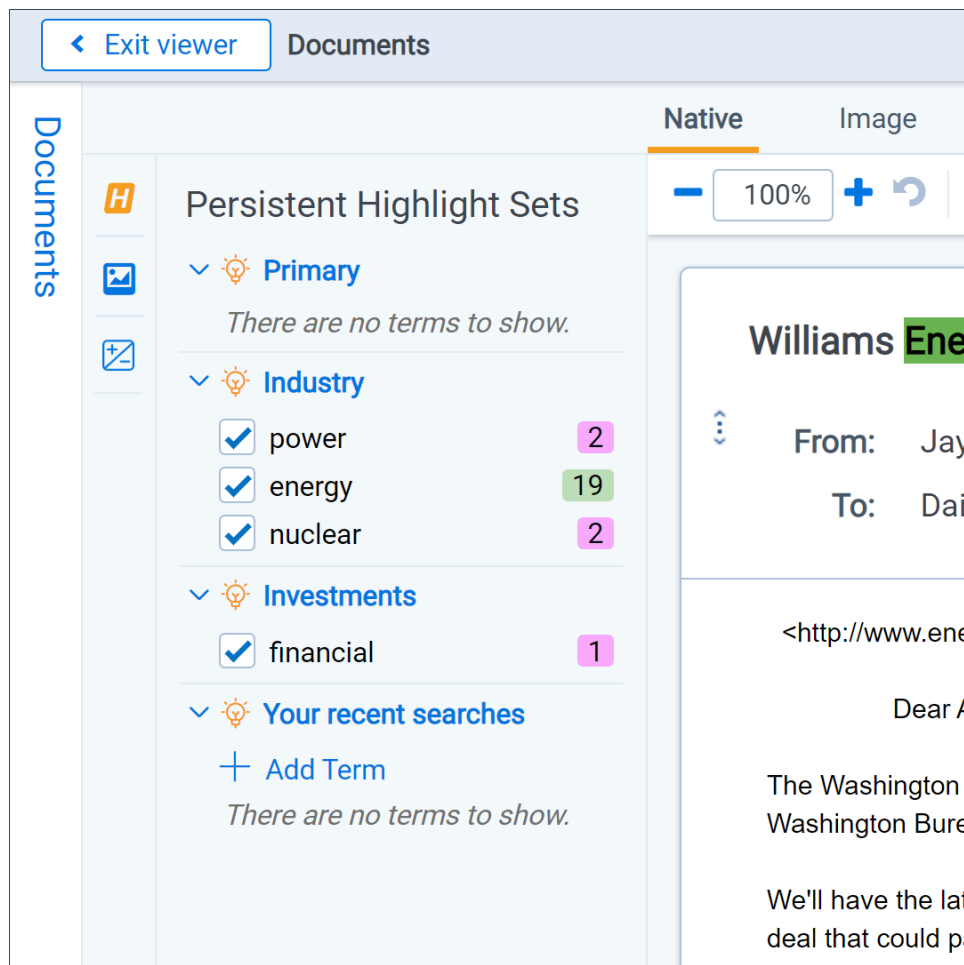 Exit viewer
Documents
Documents
Native
Image
H
Persistent Highlight Sets
100%
Primary
There are no terms to show.
Industry
power 2
energy 19
nuclear 2
Investments
financial 1
Your recent searches
Add Term
There are no terms to show.
Williams Ene
From: Jay
To: Dai
<http://www.ene
Dear A
The Washington
Washington Bure
We'll have the lat
deal that could pa